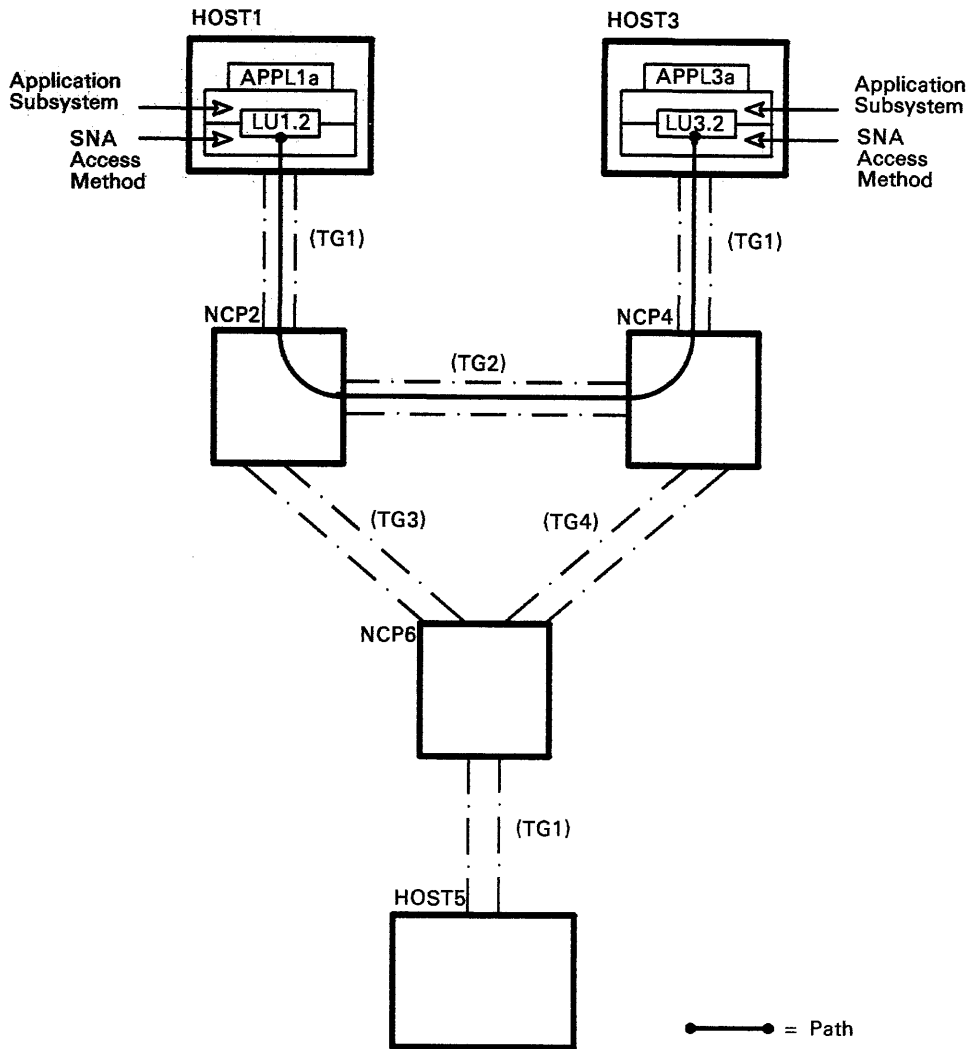 HOST1
HOST3
APPL1a
APPL3a
Application
Subsystem
Application
Subsystem
LU1.2
LU3.2
SNA
Access
Method
SNA
Access
Method
(TG1)
(TG1)
NCP2
NCP4
(TG2)
(TG3)
(TG4)
NCP6
(TG1)
HOST5
= Path